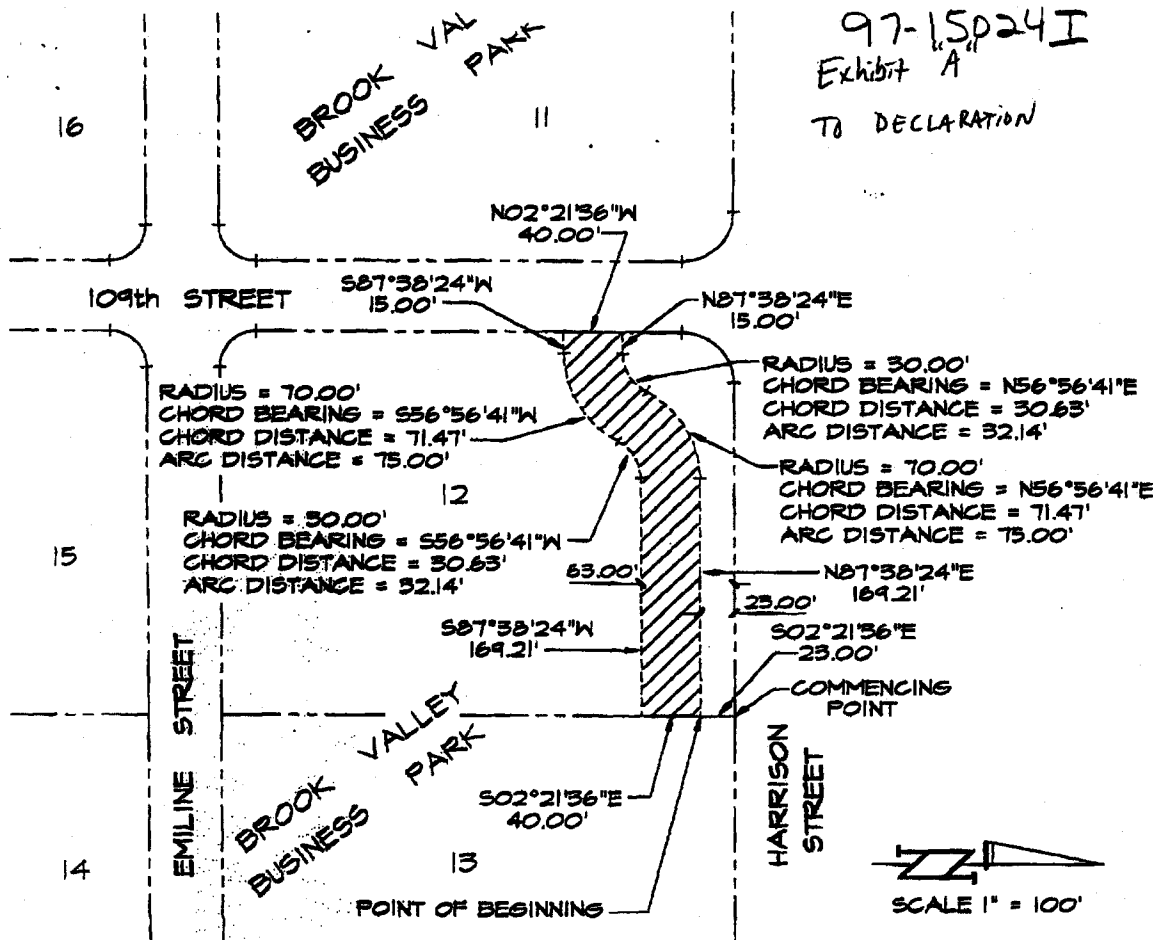 97-15024I
Exhibit "A"
TO DECLARATION
BROOK VAL
BUSINESS PARK
16
11
N02°21'36"W
40.00'
109th STREET
S87°38'24"W
15.00'
N87°38'24"E
15.00'
RADIUS = 70.00'
CHORD BEARING = S56°56'41"W
CHORD DISTANCE = 71.47'
ARC DISTANCE = 75.00'
RADIUS = 30.00'
CHORD BEARING = N56°56'41"E
CHORD DISTANCE = 30.63'
ARC DISTANCE = 32.14'
12
RADIUS = 70.00'
CHORD BEARING = N56°56'41"E
CHORD DISTANCE = 71.47'
ARC DISTANCE = 75.00'
15
RADIUS = 30.00'
CHORD BEARING = S56°56'41"W
CHORD DISTANCE = 30.63'
ARC DISTANCE = 32.14'
63.00'
N87°38'24"E
169.21'
23.00'
S87°38'24"W
169.21'
S02°21'36"E
23.00'
COMMENCING
POINT
EMILINE STREET
BROOK VALLEY
BUSINESS PARK
HARRISON
STREET
S02°21'36"E
40.00'
14
13
POINT OF BEGINNING
SCALE 1" = 100'